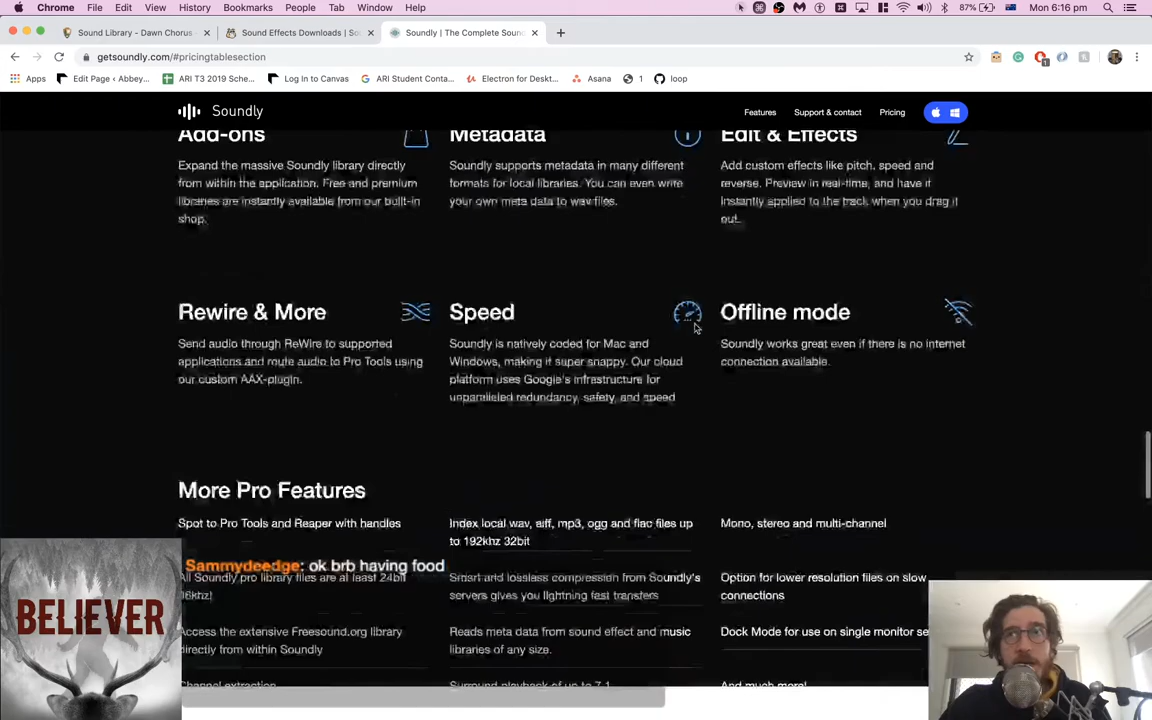 Chrome File Edit View History Bookmarks People Tab Window Help 87% Mon 6:16 pm
Sound Library - Dawn Chorus Sound Effects Downloads | So Soundly | The Complete Soun
getsoundly.com/#pricingtablesection
Apps Edit Page ‹ Abbey... ARI T3 2019 Sche... Log In to Canvas ARI Student Conta... Electron for Deskt... Asana 1 loop
Soundly Features Support & contact Pricing
Add-ons
Expand the massive Soundly library directly
from within the application. Free and premium
libraries are instantly available from our built-in
shop.
Metadata
Soundly supports metadata in many different
formats for local libraries. You can even write
your own meta data to wav files.
Edit & Effects
Add custom effects like pitch, speed and
reverse. Preview in real-time, and have it
instantly applied to the track when you drag it
out.
Rewire & More
Send audio through ReWire to supported
applications and route audio to Pro Tools using
our custom AAX-plugin.
Speed
Soundly is natively coded for Mac and
Windows, making it super snappy. Our cloud
platform uses Google's infrastructure for
unparalleled redundancy, safety, and speed
Offline mode
Soundly works great even if there is no internet
connection available.
More Pro Features
Spot to Pro Tools and Reaper with handles
Index local wav, aiff, mp3, ogg and flac files up
to 192khz 32bit
Mono, stereo and multi-channel
Sammydeedge: ok brb having food
All Soundly pro library files are at least 24bit
Smart and lossless compression from Soundly's
servers gives you lightning fast transfers
Option for lower resolution files on slow
connections
Access the extensive Freesound.org library
directly from within Soundly
Reads meta data from sound effect and music
libraries of any size.
Dock Mode for use on single monitor se
Channel extraction
Surround playback of up to 7.1
And much more!
BELIEVER